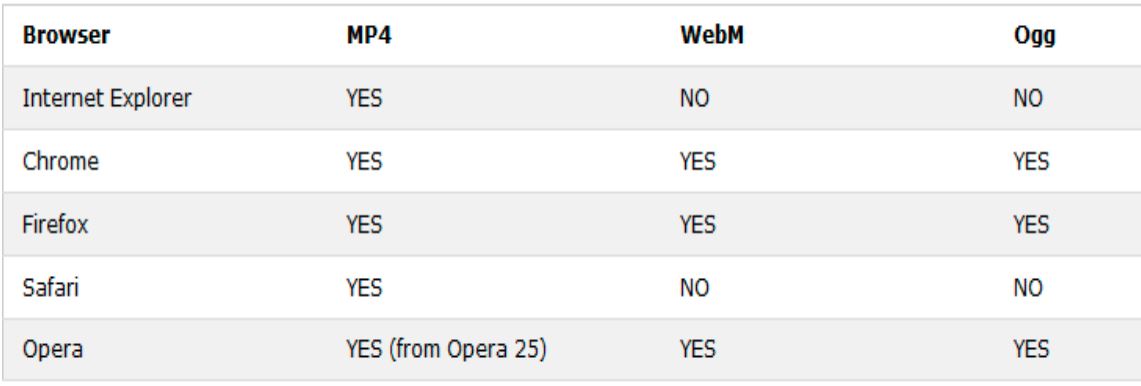 Browser MP4 WebM Ogg
Internet Explorer YES NO NO
Chrome YES YES YES
Firefox YES YES YES
Safari YES NO NO
Opera YES (from Opera 25) YES YES